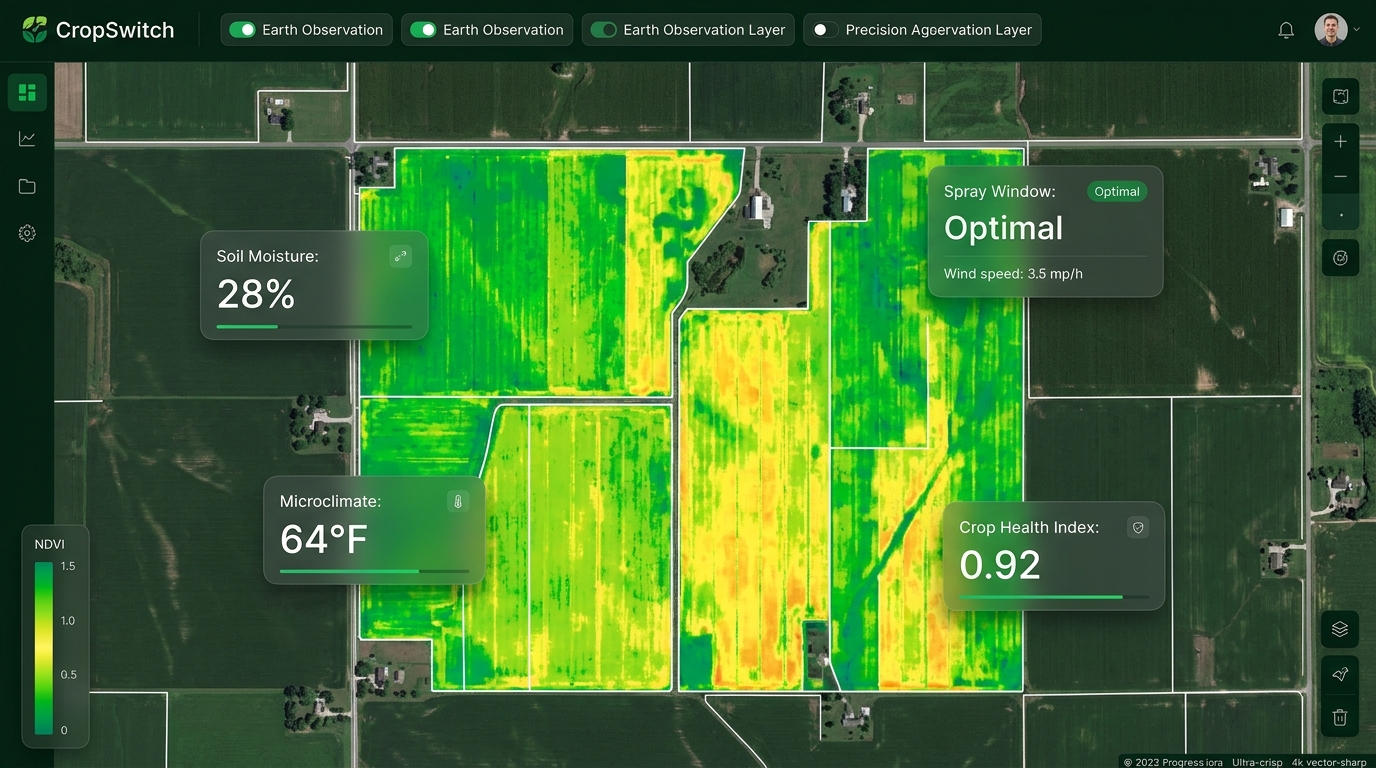 CropSwitch
Earth Observation
Earth Observation
Earth Observation Layer
Precision Agoervation Layer
Spray Window:
Optimal
Optimal
Wind speed: 3.5 mp/h
Soil Moisture:
28%
Microclimate:
64°F
Crop Health Index:
0.92
NDVI
1.5
1.0
0.5
0
© 2023 Progress iora Ultra-crisp 4k vector-sharp